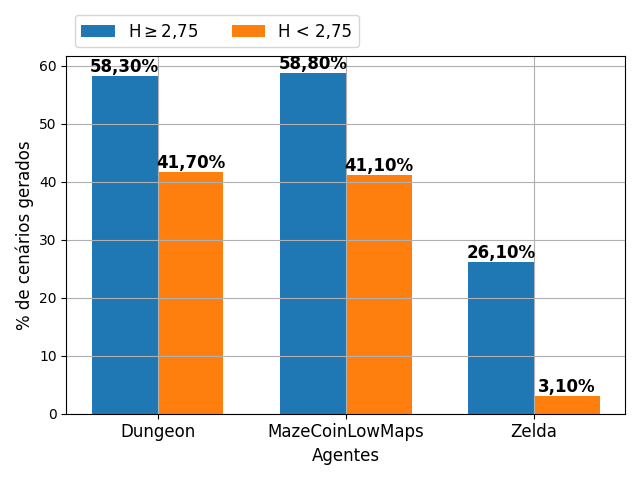 H ≥ 2,75 H < 2,75
58,30% 41,70% 58,80% 41,10% 26,10% 3,10%
60
50
40
30
20
10
0
% de cenários gerados
Dungeon MazeCoinLowMaps Zelda
Agentes